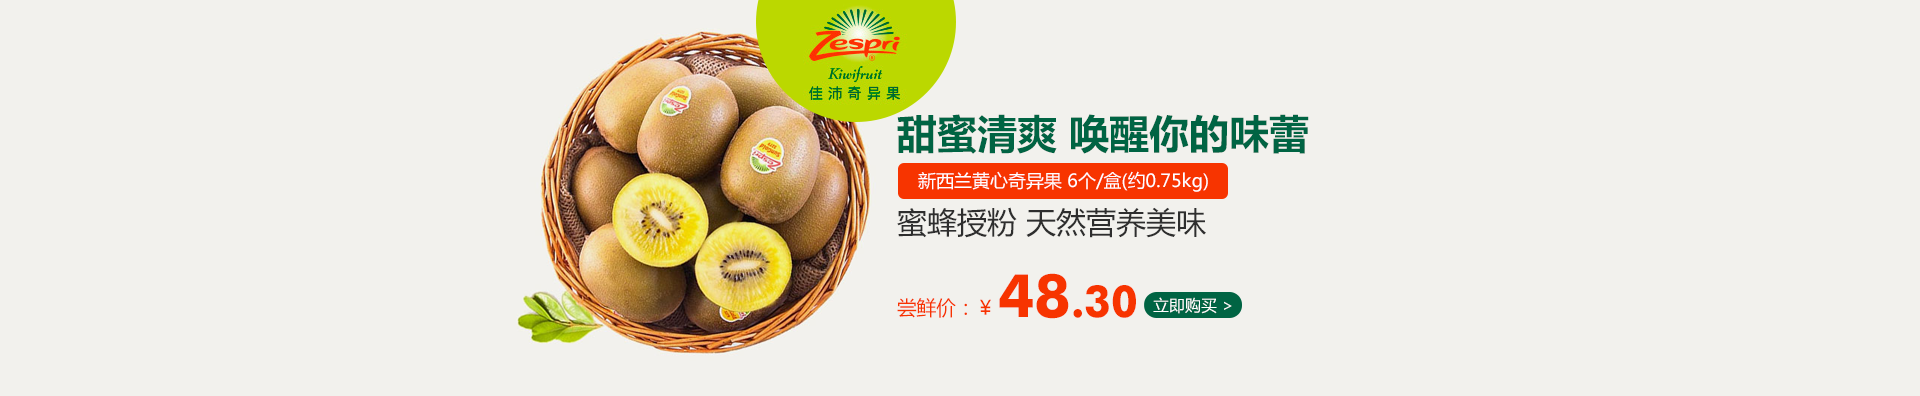 Zespri
Kiwifruit
佳沛奇异果
甜蜜清爽 唤醒你的味蕾
新西兰黄心奇异果 6个/盒(约0.75kg)
蜜蜂授粉 天然营养美味
尝鲜价：¥ 48.30
立即购买 >